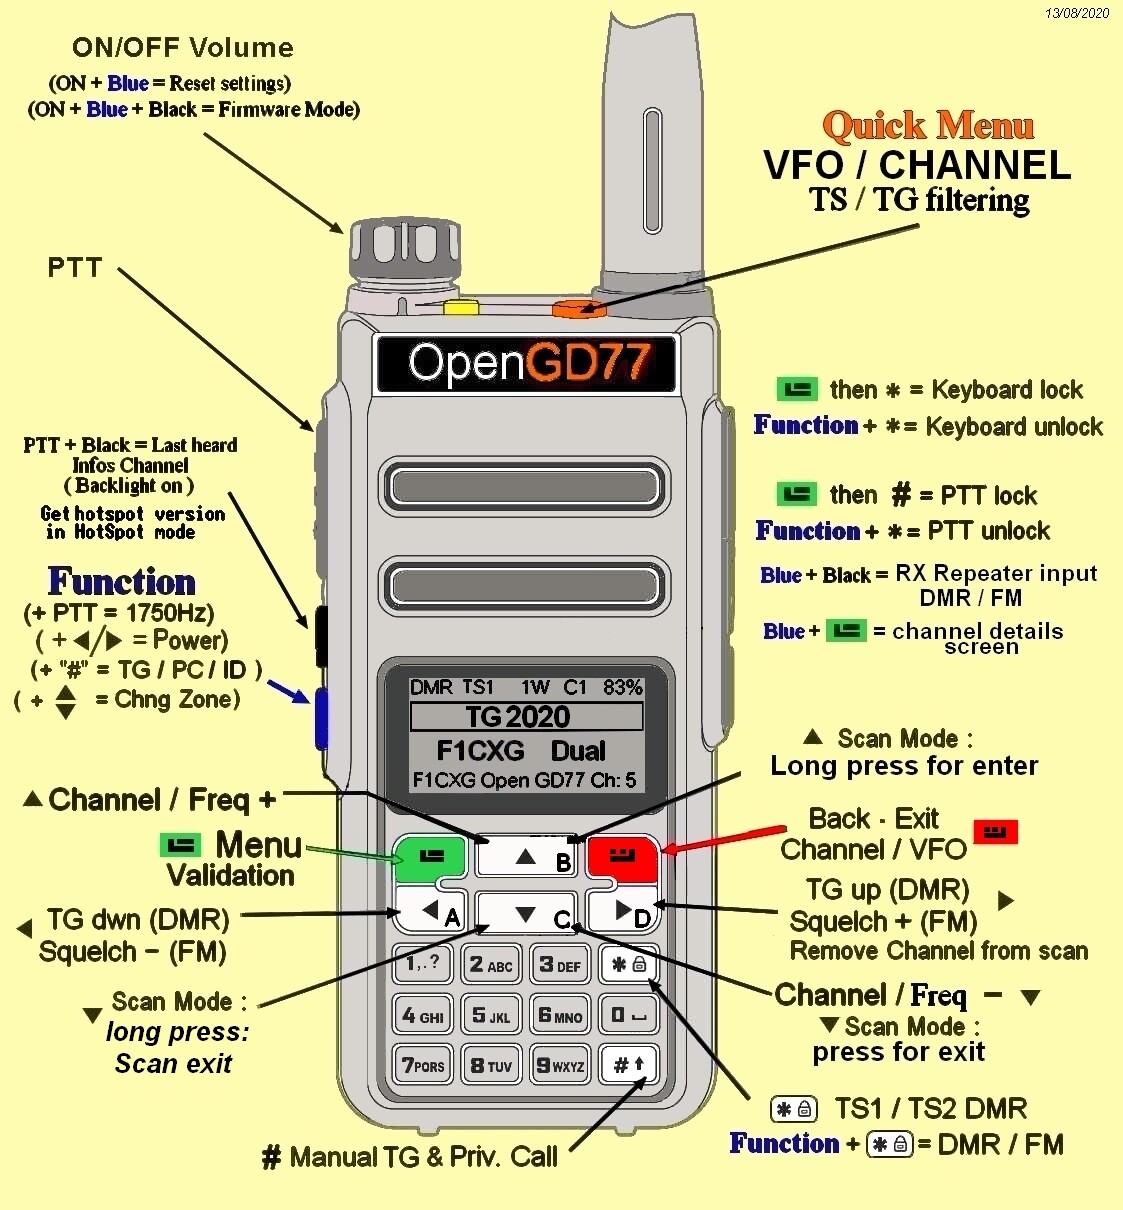 13/08/2020
ON/OFF Volume
(ON + Blue = Reset settings)
(ON + Blue + Black = Firmware Mode)
Quick Menu
VFO / CHANNEL
TS / TG filtering
PTT
OpenGD77
then * = Keyboard lock
Function + * = Keyboard unlock
PTT + Black = Last heard
Infos Channel
( Backlight on )
Get hotspot version
in HotSpot mode
then # = PTT lock
Function + * = PTT unlock
Blue + Black = RX Repeater input
DMR / FM
Blue + = channel details
screen
Function
(+ PTT = 1750Hz)
( + ◀/▶ = Power)
(+ "#" = TG / PC / ID )
( + ▲▼ = Chng Zone)
DMR TS1 1W C1 83%
TG 2020
F1CXG Dual
F1CXG Open GD77 Ch: 5
▲ Scan Mode :
Long press for enter
▲ Channel / Freq +
Menu
Validation
Back - Exit
Channel / VFO
◀ TG dwn (DMR)
Squelch − (FM)
TG up (DMR) ▶
Squelch + (FM)
Remove Channel from scan
▲ B
◀ A
▼ C
▶ D
1,.?
2 ABC
3 DEF
*
4 GHI
5 JKL
6 MNO
0
7PQRS
8 TUV
9WXYZ
#
▼ Scan Mode :
long press:
Scan exit
Channel / Freq − ▼
▼ Scan Mode :
press for exit
* TS1 / TS2 DMR
Function + * = DMR / FM
# Manual TG & Priv. Call